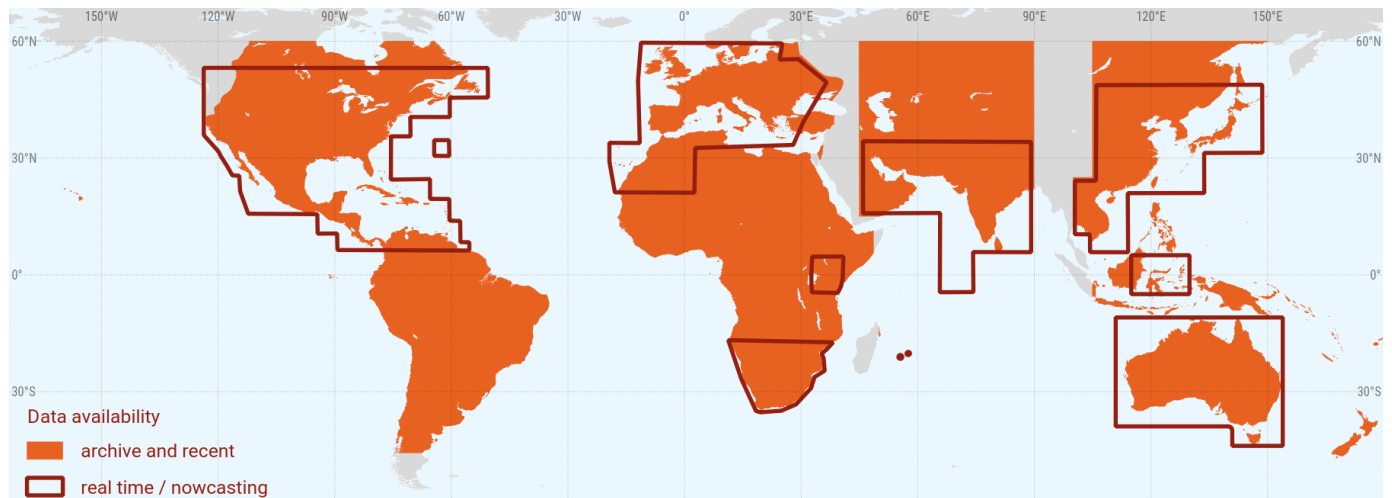 150°W 120°W 90°W 60°W 30°W 0° 30°E 60°E 90°E 120°E 150°E
60°N 60°N
30°N 30°N
0° 0°
30°S 30°S
Data availability
archive and recent
real time / nowcasting